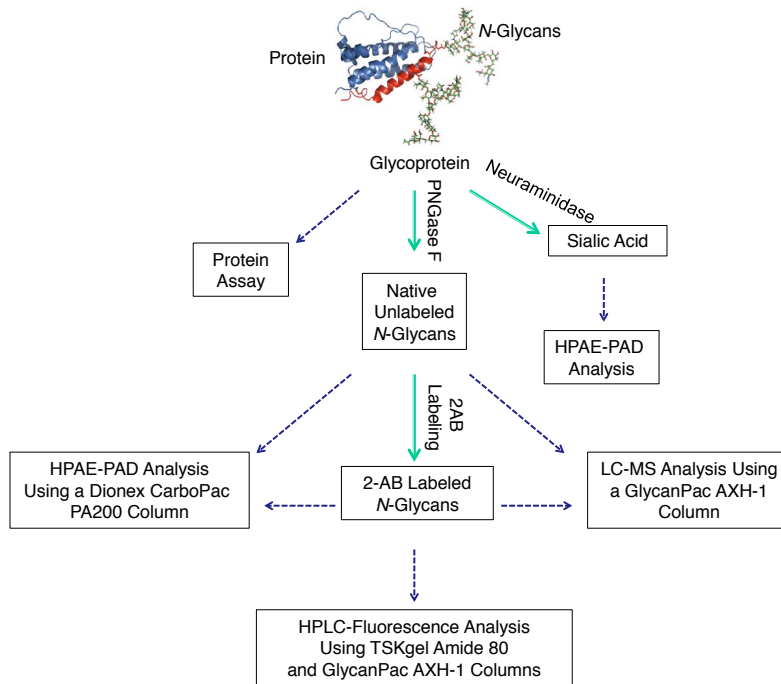 N-Glycans
Protein
Glycoprotein
PNGase F
Neuraminidase
Protein
Assay
Native
Unlabeled
N-Glycans
Sialic Acid
HPAE-PAD
Analysis
2AB
Labeling
HPAE-PAD Analysis
Using a Dionex CarboPac
PA200 Column
2-AB Labeled
N-Glycans
LC-MS Analysis Using
a GlycanPac AXH-1
Column
HPLC-Fluorescence Analysis
Using TSKgel Amide 80
and GlycanPac AXH-1 Columns